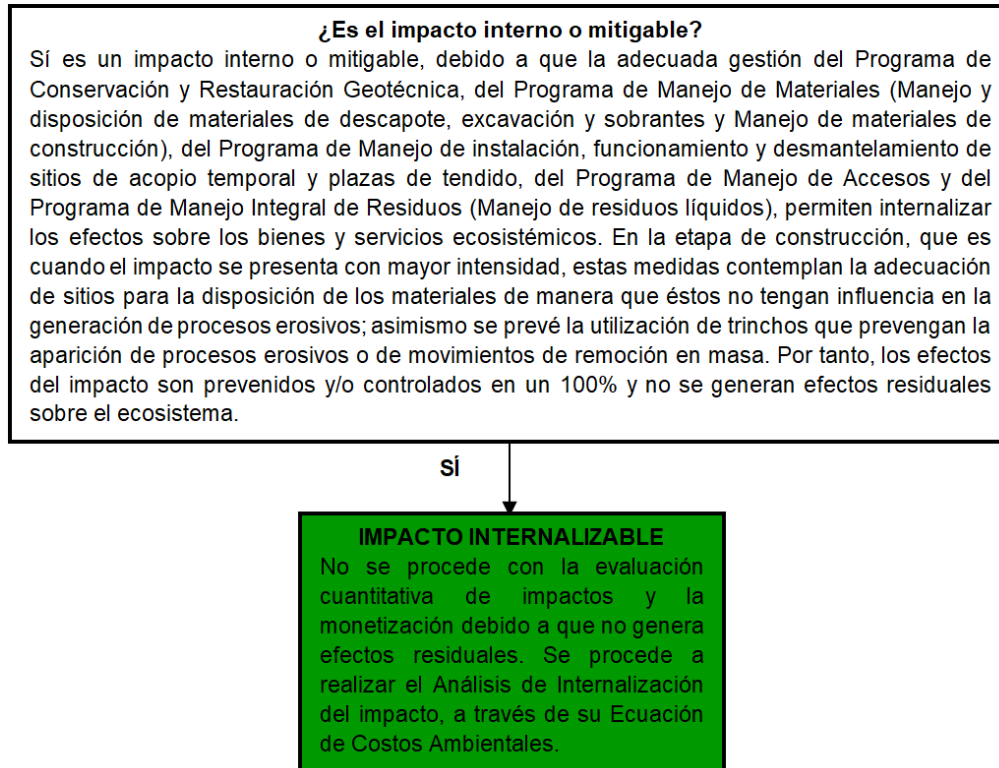 ¿Es el impacto interno o mitigable?
Sí es un impacto interno o mitigable, debido a que la adecuada gestión del Programa de
Conservación y Restauración Geotécnica, del Programa de Manejo de Materiales (Manejo y
disposición de materiales de descapote, excavación y sobrantes y Manejo de materiales de
construcción), del Programa de Manejo de instalación, funcionamiento y desmantelamiento de
sitios de acopio temporal y plazas de tendido, del Programa de Manejo de Accesos y del
Programa de Manejo Integral de Residuos (Manejo de residuos líquidos), permiten internalizar
los efectos sobre los bienes y servicios ecosistémicos. En la etapa de construcción, que es
cuando el impacto se presenta con mayor intensidad, estas medidas contemplan la adecuación
de sitios para la disposición de los materiales de manera que éstos no tengan influencia en la
generación de procesos erosivos; asimismo se prevé la utilización de trinchos que prevengan la
aparición de procesos erosivos o de movimientos de remoción en masa. Por tanto, los efectos
del impacto son prevenidos y/o controlados en un 100% y no se generan efectos residuales
sobre el ecosistema.
SÍ
IMPACTO INTERNALIZABLE
No se procede con la evaluación
cuantitativa de impactos y la
monetización debido a que no genera
efectos residuales. Se procede a
realizar el Análisis de Internalización
del impacto, a través de su Ecuación
de Costos Ambientales.